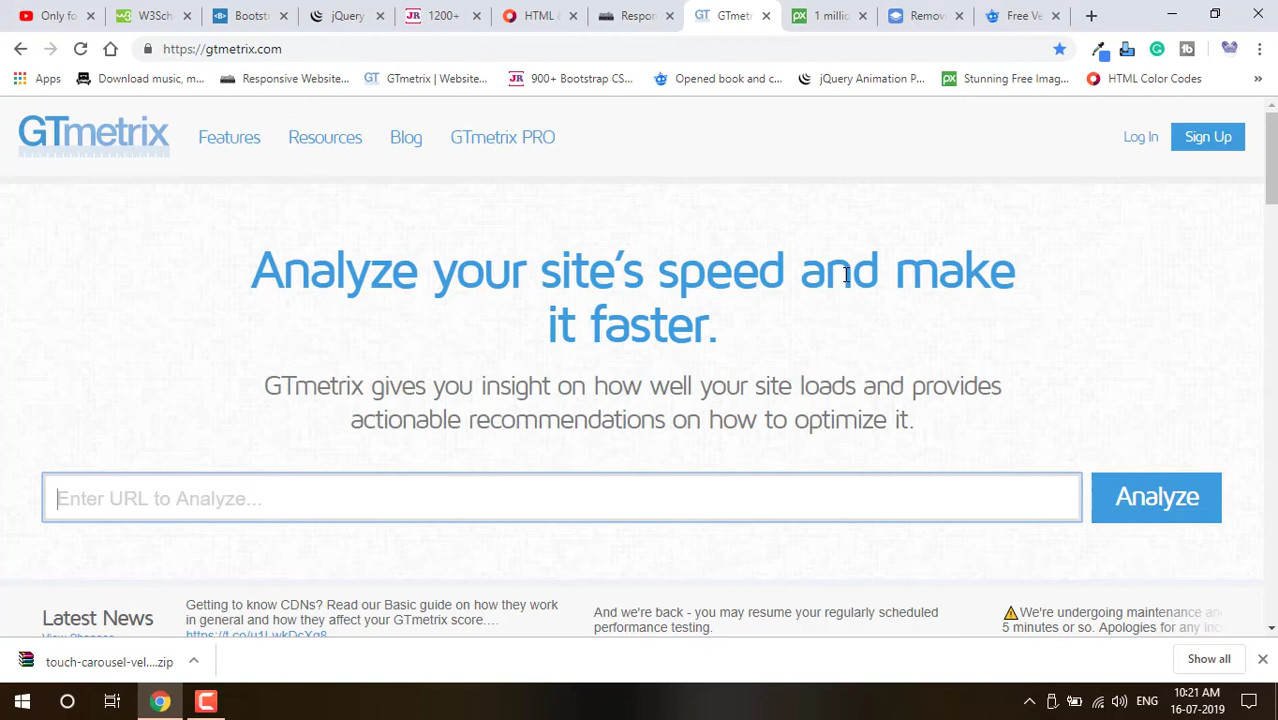 Only fo
W3Sch
Bootst
jQuery
1200+
HTML &
Respor
GTmetr
1 millio
Remov
Free Ve
https://gtmetrix.com
Apps
Download music, m...
Responsive Website...
GTmetrix | Website...
900+ Bootstrap CS...
Opened book and c...
jQuery Animation P...
Stunning Free Imag...
HTML Color Codes
GTmetrix
Features
Resources
Blog
GTmetrix PRO
Log In
Sign Up
Analyze your site's speed and make
it faster.
GTmetrix gives you insight on how well your site loads and provides
actionable recommendations on how to optimize it.
Enter URL to Analyze...
Analyze
Latest News
Getting to know CDNs? Read our Basic guide on how they work
in general and how they affect your GTmetrix score....
And we're back - you may resume your regularly scheduled
performance testing.
We're undergoing maintenance
5 minutes or so. Apologies for any
touch-carousel-vel....zip
Show all
ENG
10:21 AM
16-07-2019